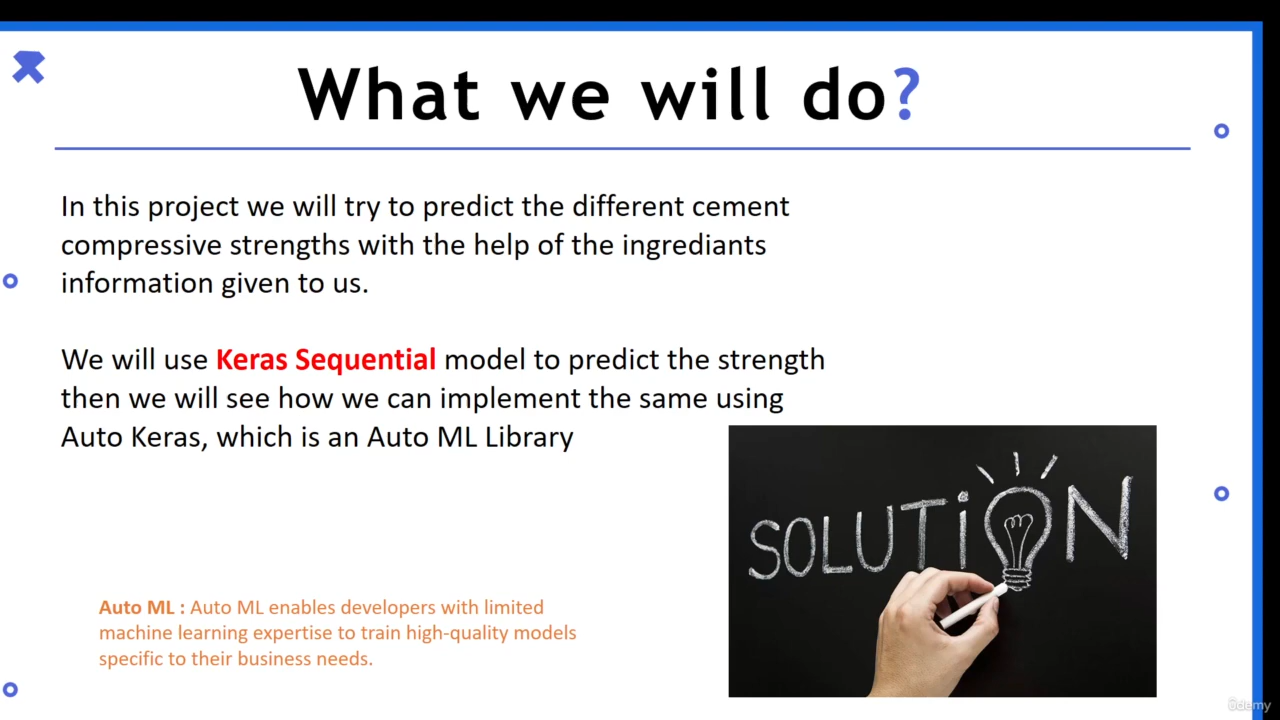 What we will do?
In this project we will try to predict the different cement
compressive strengths with the help of the ingrediants
information given to us.
We will use Keras Sequential model to predict the strength
then we will see how we can implement the same using
Auto Keras, which is an Auto ML Library
SOLUTiON
Auto ML : Auto ML enables developers with limited
machine learning expertise to train high-quality models
specific to their business needs.
ûdemy